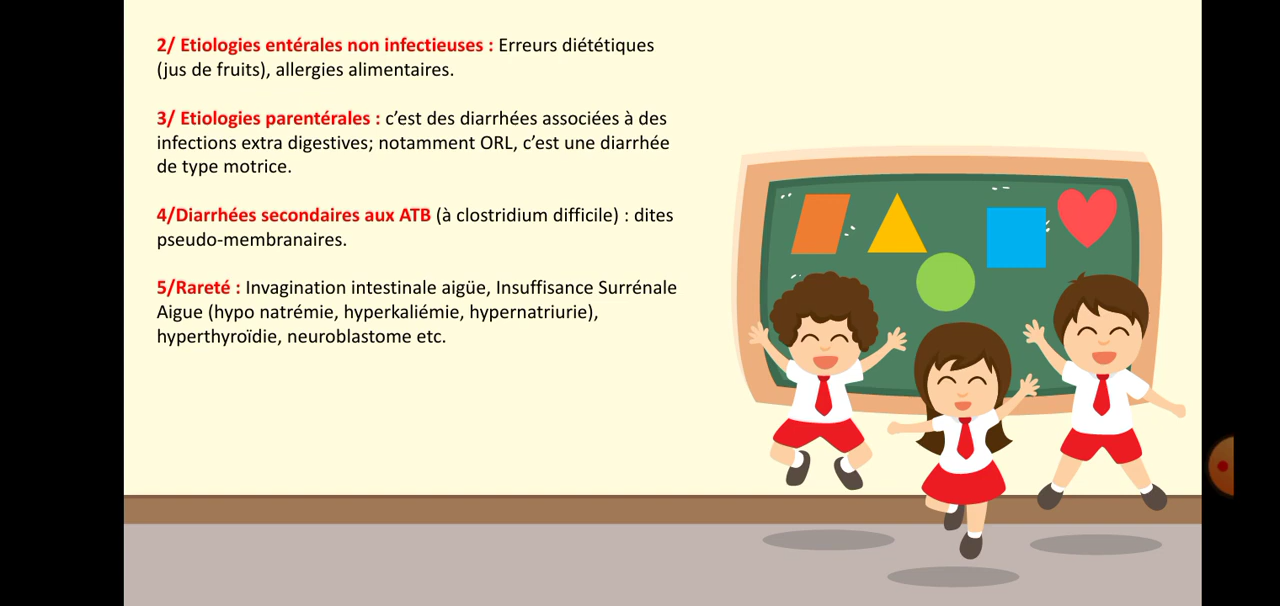 2/ Etiologies entérales non infectieuses : Erreurs diététiques
(jus de fruits), allergies alimentaires.
3/ Etiologies parentérales : c’est des diarrhées associées à des
infections extra digestives; notamment ORL, c’est une diarrhée
de type motrice.
4/Diarrhées secondaires aux ATB (à clostridium difficile) : dites
pseudo-membranaires.
5/Rareté : Invagination intestinale aigüe, Insuffisance Surrénale
Aigue (hypo natrémie, hyperkaliémie, hypernatriurie),
hyperthyroïdie, neuroblastome etc.